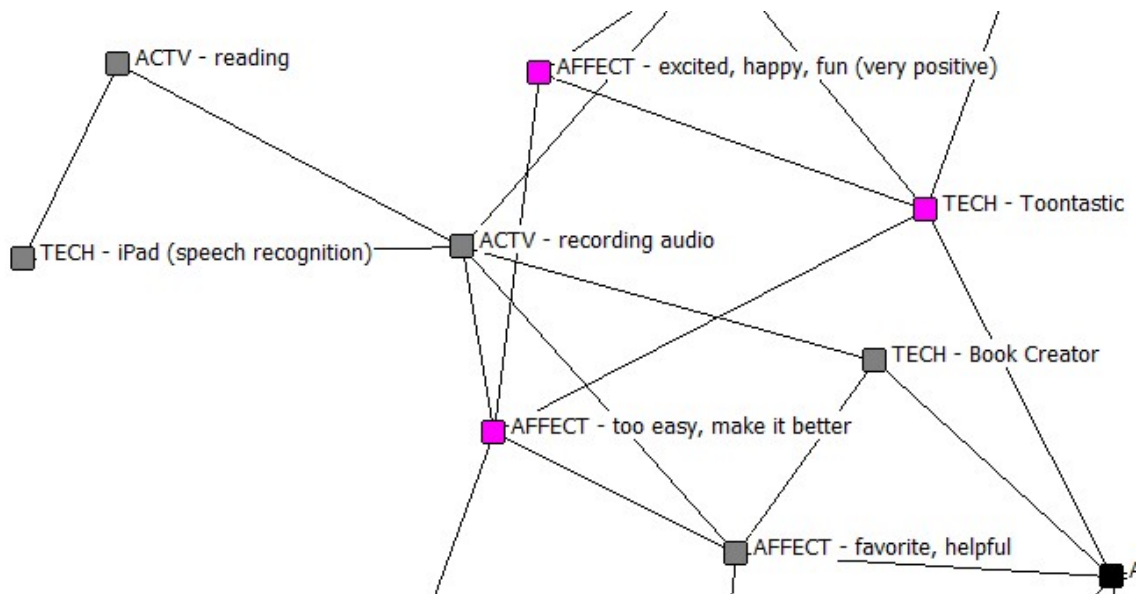 ACTV - reading
AFFECT - excited, happy, fun (very positive)
TECH - Toontastic
ACTV - recording audio
TECH - iPad (speech recognition)
TECH - Book Creator
AFFECT - too easy, make it better
AFFECT - favorite, helpful